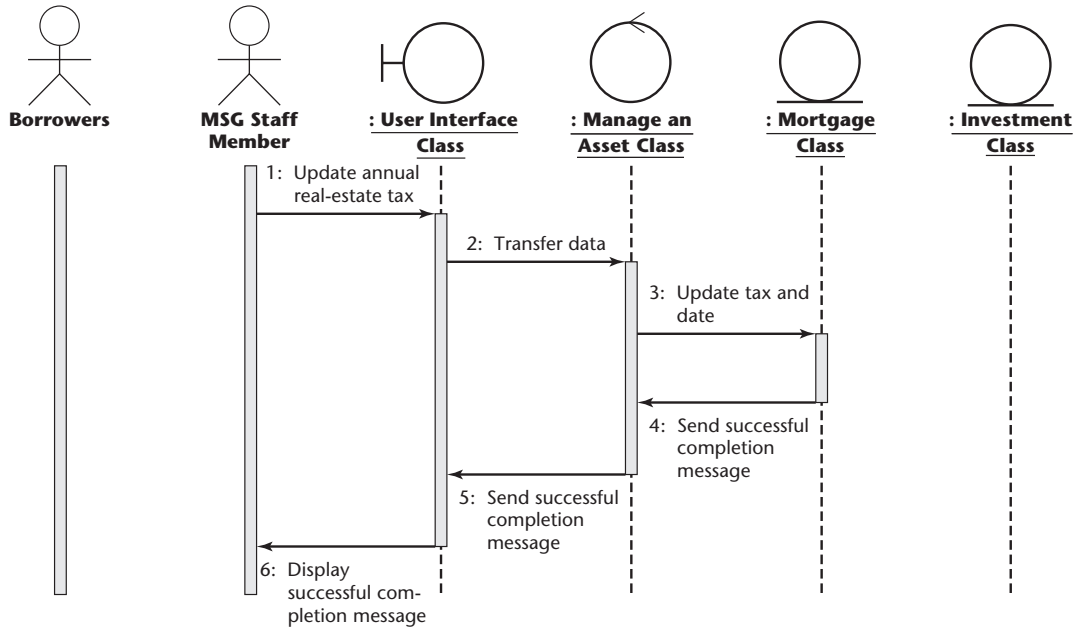 Borrowers
MSG Staff
Member
: User Interface
Class
: Manage an
Asset Class
: Mortgage
Class
: Investment
Class
1: Update annual
real-estate tax
2: Transfer data
3: Update tax and
date
4: Send successful
completion
message
5: Send successful
completion
message
6: Display
successful com-
pletion message